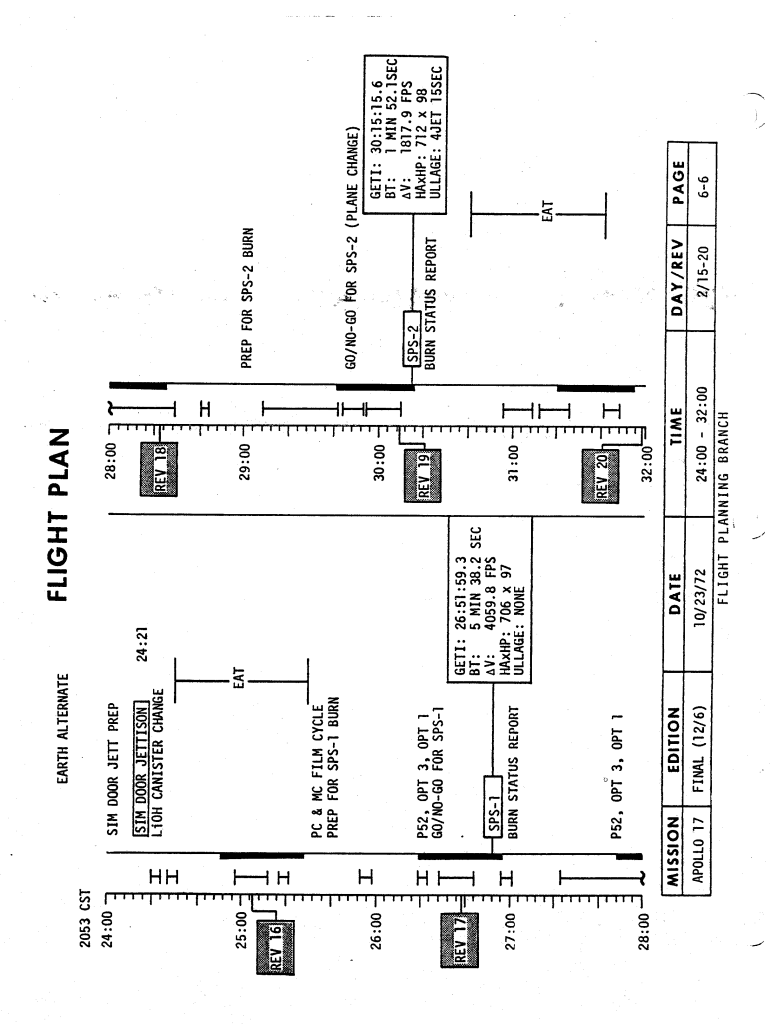 FLIGHT PLAN
EARTH ALTERNATE
2053 CST
24:00
SIM DOOR JETT PREP
SIM DOOR JETTISON
24:21
LiOH CANISTER CHANGE
EAT
25:00
REV 16
PC & MC FILM CYCLE
PREP FOR SPS-1 BURN
26:00
P52, OPT 3, OPT 1
GO/NO-GO FOR SPS-1
REV 17
SPS-1
GETI: 26:51:59.3
BT: 5 MIN 38.2 SEC
ΔV: 4059.8 FPS
HAxHP: 706 x 97
ULLAGE: NONE
BURN STATUS REPORT
27:00
P52, OPT 3, OPT 1
28:00
28:00
REV 18
29:00
PREP FOR SPS-2 BURN
GO/NO-GO FOR SPS-2 (PLANE CHANGE)
30:00
REV 19
SPS-2
GETI: 30:15:15.6
BT: 1 MIN 52.1SEC
ΔV: 1817.9 FPS
HAxHP: 712 x 98
ULLAGE: 4JET 15SEC
BURN STATUS REPORT
EAT
31:00
REV 20
32:00
MISSION EDITION DATE TIME DAY/REV PAGE
APOLLO 17 FINAL (12/6) 10/23/72 24:00 - 32:00 2/15-20 6-6
FLIGHT PLANNING BRANCH